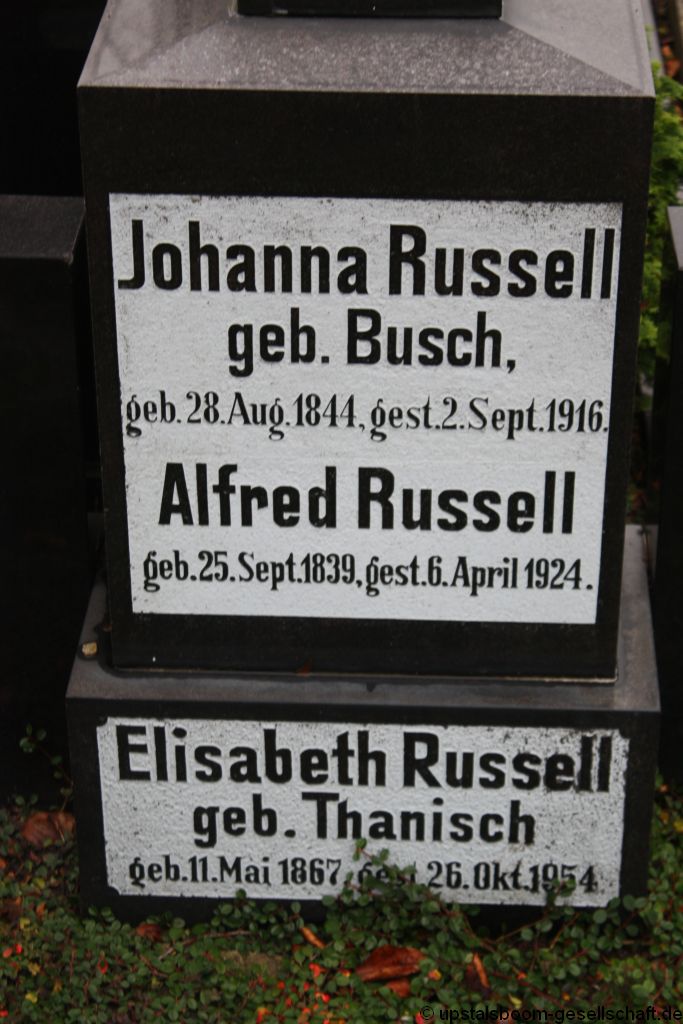 Johanna Russell
geb. Busch,
geb. 28. Aug. 1844, gest. 2. Sept. 1916.
Alfred Russell
geb. 25. Sept. 1839, gest. 6. April 1924.
Elisabeth Russell
geb. Thanisch
geb. 11. Mai 1867, gest. 26. Okt. 1954
© upstalsboom-gesellschaft.de